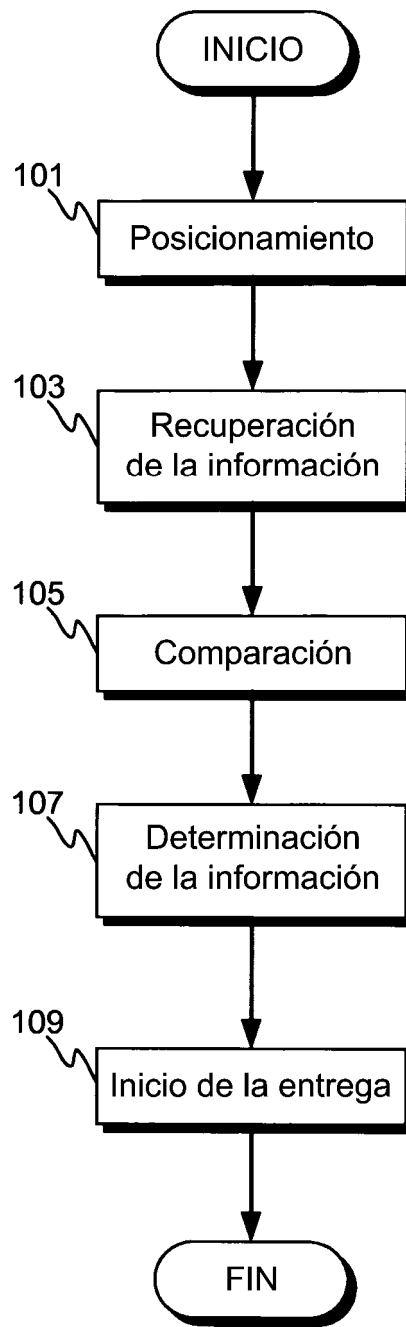 INICIO
101
Posicionamiento
103
Recuperación
de la información
105
Comparación
107
Determinación
de la información
109
Inicio de la entrega
FIN